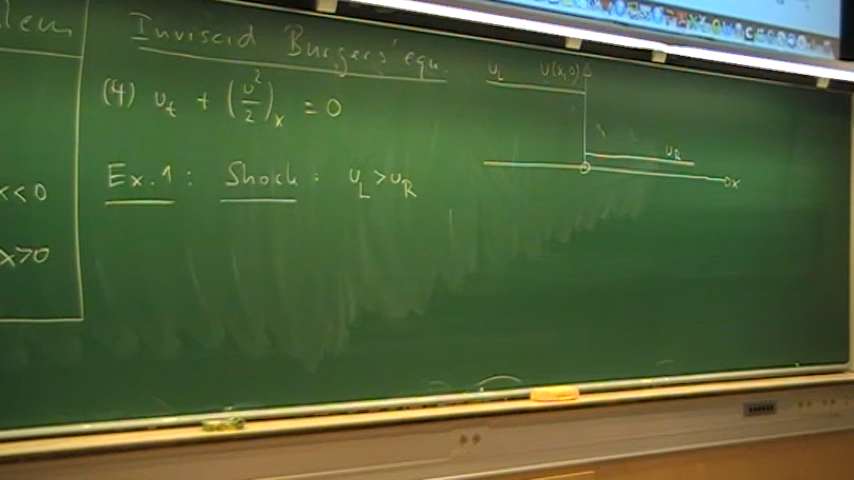 lem
x<0
x>0
Inviscid Burgers' equ.
(4) u_t + (u²/2)_x = 0
Ex. 1: Shock: u_L > u_R
u_L u(x,0)
u_R
x